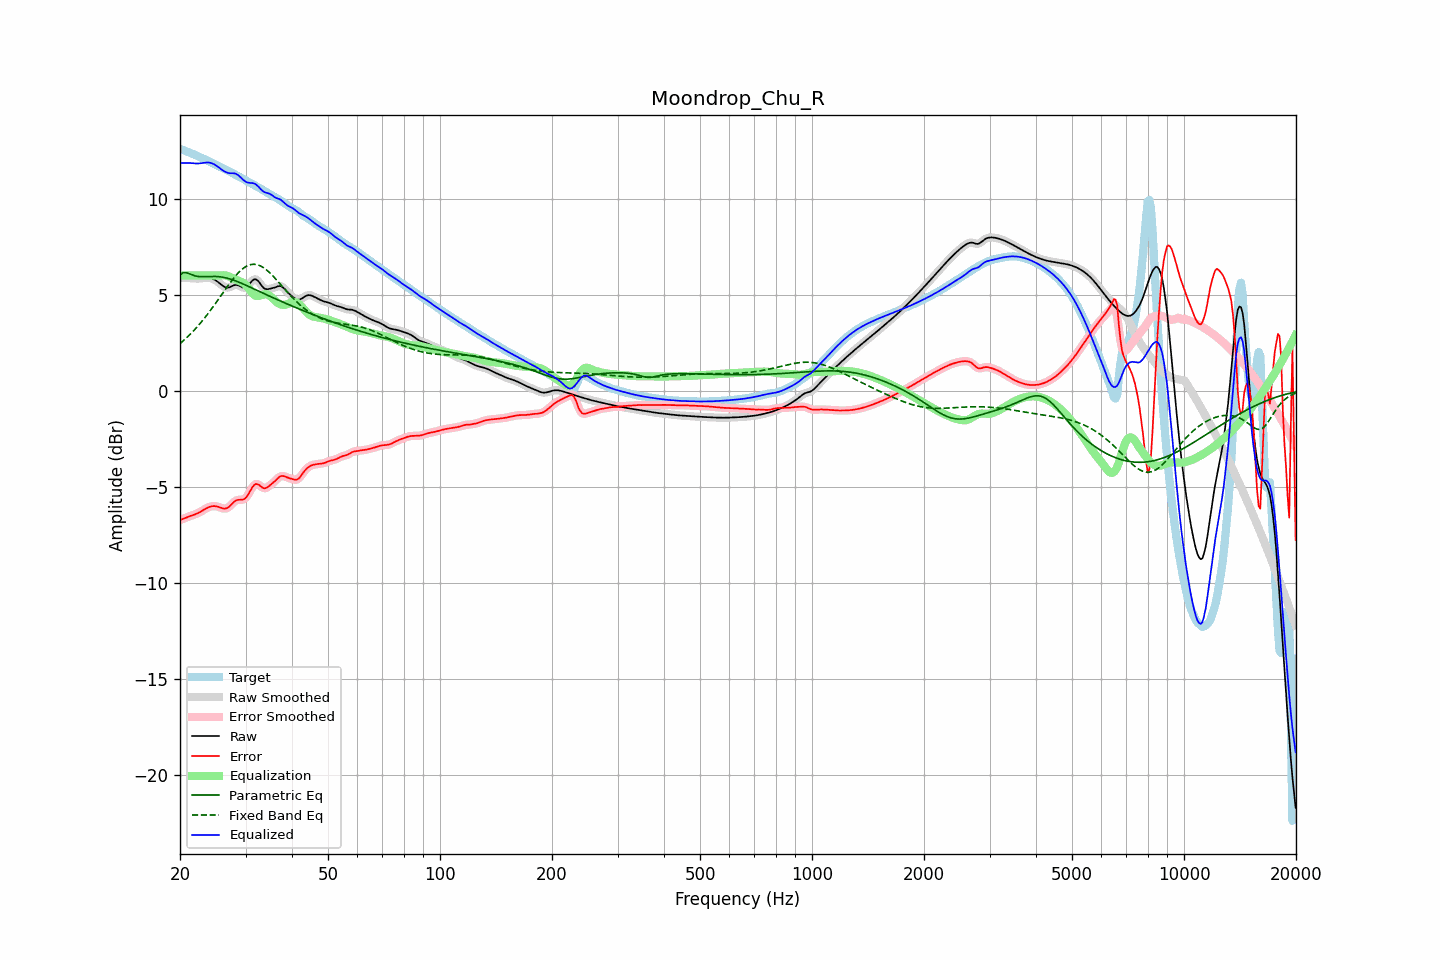 Moondrop_Chu_R
Amplitude (dBr)
10
5
0
−5
−10
−15
−20
Target
Raw Smoothed
Error Smoothed
Raw
Error
Equalization
Parametric Eq
Fixed Band Eq
Equalized
20 50 100 200 500 1000 2000 5000 10000 20000
Frequency (Hz)